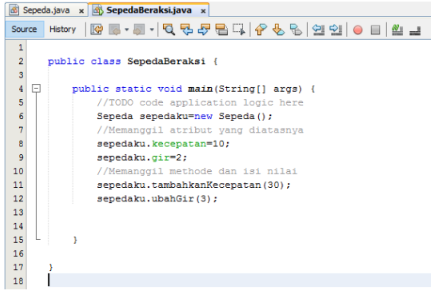 Sepeda.java x SepedaBeraksi.java x
Source History
1
2 public class SepedaBeraksi {
3
4 public static void main(String[] args) {
5 //TODO code application logic here
6 Sepeda sepedaku=new Sepeda();
7 //Memanggil atribut yang diatasnya
8 sepedaku.kecepatan=10;
9 sepedaku.gir=2;
10 //Memanggil methode dan isi nilai
11 sepedaku.tambahkanKecepatan(30);
12 sepedaku.ubahGir(3);
13
14
15 }
16
17 }
18